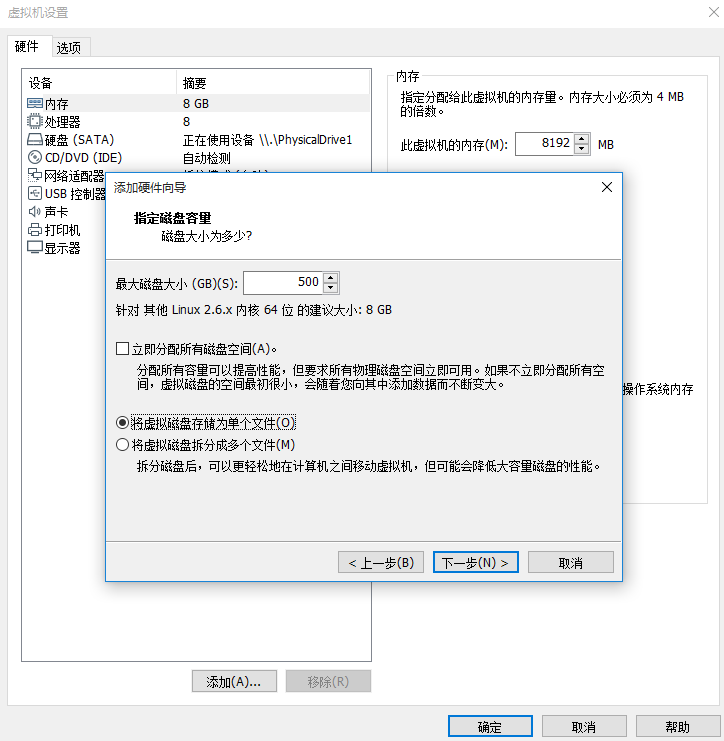 虚拟机设置
硬件
选项
设备
摘要
内存
8 GB
处理器
8
硬盘 (SATA)
正在使用设备 \\.\PhysicalDrive1
CD/DVD (IDE)
自动检测
网络适配器
USB 控制器
声卡
打印机
显示器
内存
指定分配给此虚拟机的内存量。内存大小必须为 4 MB
的倍数。
此虚拟机的内存(M):
8192
MB
操作系统内存
添加硬件向导
指定磁盘容量
磁盘大小为多少?
最大磁盘大小 (GB)(S):
500
针对 其他 Linux 2.6.x 内核 64 位 的建议大小: 8 GB
立即分配所有磁盘空间(A)。
分配所有容量可以提高性能，但要求所有物理磁盘空间立即可用。如果不立即分配所有空
间，虚拟磁盘的空间最初很小，会随着您向其中添加数据而不断变大。
将虚拟磁盘存储为单个文件(O)
将虚拟磁盘拆分成多个文件(M)
拆分磁盘后，可以更轻松地在计算机之间移动虚拟机，但可能会降低大容量磁盘的性能。
< 上一步(B)
下一步(N) >
取消
添加(A)...
移除(R)
确定
取消
帮助